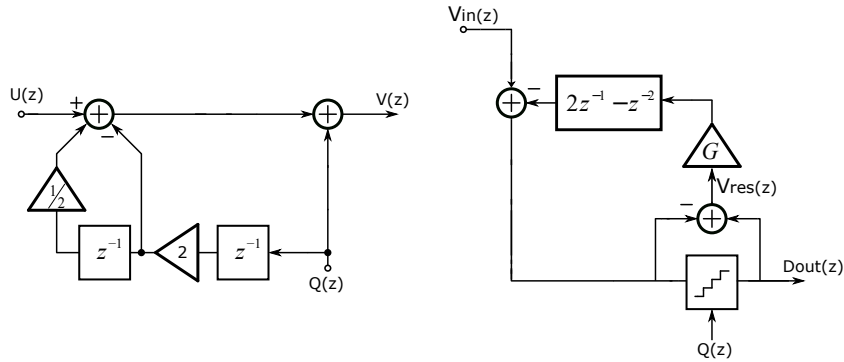 U(z)
+
−
V(z)
1/2
z⁻¹
2
z⁻¹
Q(z)
Vin(z)
−
2z⁻¹ − z⁻²
G
Vres(z)
−
Dout(z)
Q(z)